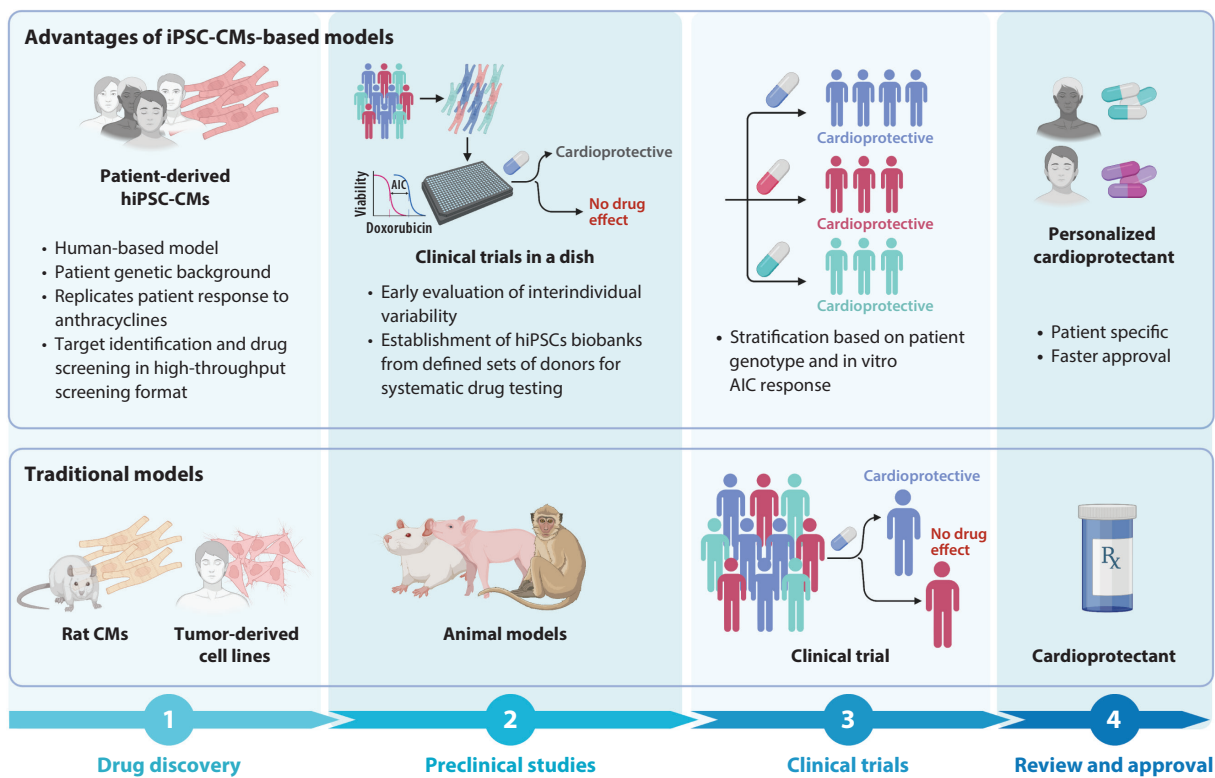 Advantages of iPSC-CMs-based models
Patient-derived
hiPSC-CMs
• Human-based model
• Patient genetic background
• Replicates patient response to
anthracyclines
• Target identification and drug
screening in high-throughput
screening format
Viability
AIC
Doxorubicin
Cardioprotective
No drug
effect
Clinical trials in a dish
• Early evaluation of interindividual
variability
• Establishment of hiPSCs biobanks
from defined sets of donors for
systematic drug testing
Cardioprotective
Cardioprotective
Cardioprotective
• Stratification based on patient
genotype and in vitro
AIC response
Personalized
cardioprotectant
• Patient specific
• Faster approval
Traditional models
Rat CMs
Tumor-derived
cell lines
Animal models
Cardioprotective
No drug
effect
Clinical trial
Rx
Cardioprotectant
1
2
3
4
Drug discovery
Preclinical studies
Clinical trials
Review and approval